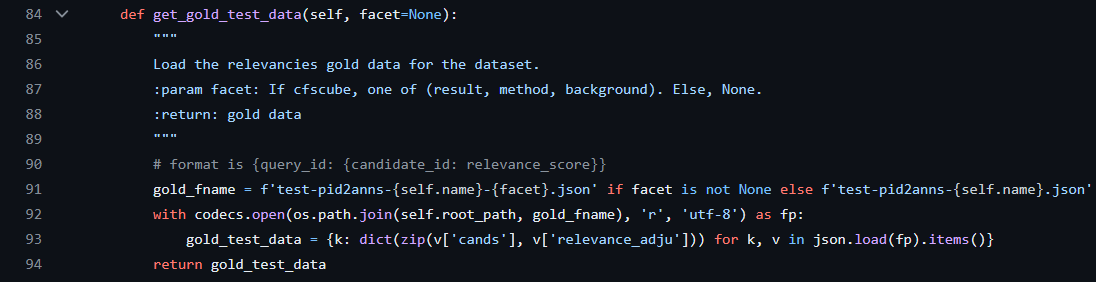 84 def get_gold_test_data(self, facet=None):
85 """
86 Load the relevancies gold data for the dataset.
87 :param facet: If cfscube, one of (result, method, background). Else, None.
88 :return: gold data
89 """
90 # format is {query_id: {candidate_id: relevance_score}}
91 gold_fname = f'test-pid2anns-{self.name}-{facet}.json' if facet is not None else f'test-pid2anns-{self.name}.json'
92 with codecs.open(os.path.join(self.root_path, gold_fname), 'r', 'utf-8') as fp:
93 gold_test_data = {k: dict(zip(v['cands'], v['relevance_adju'])) for k, v in json.load(fp).items()}
94 return gold_test_data